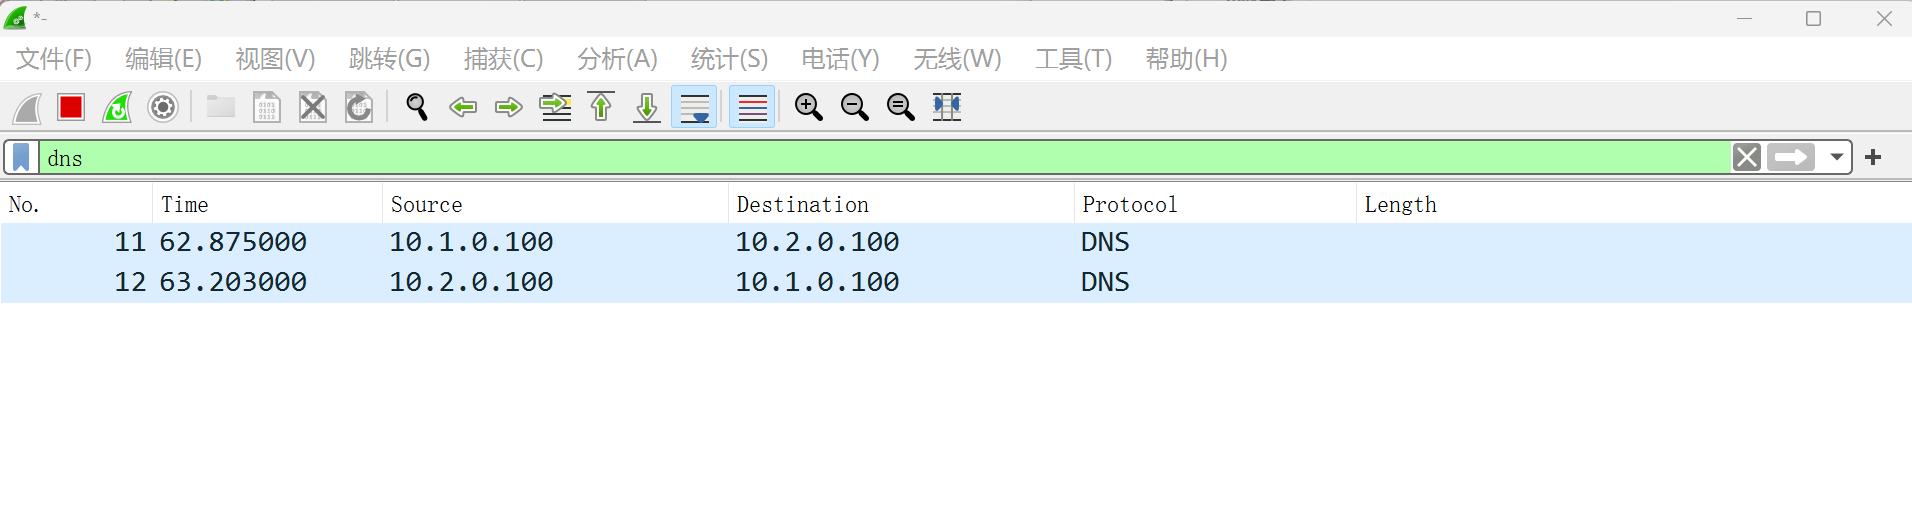 *-
文件(F) 编辑(E) 视图(V) 跳转(G) 捕获(C) 分析(A) 统计(S) 电话(Y) 无线(W) 工具(T) 帮助(H)
dns
No. Time Source Destination Protocol Length
11 62.875000 10.1.0.100 10.2.0.100 DNS
12 63.203000 10.2.0.100 10.1.0.100 DNS